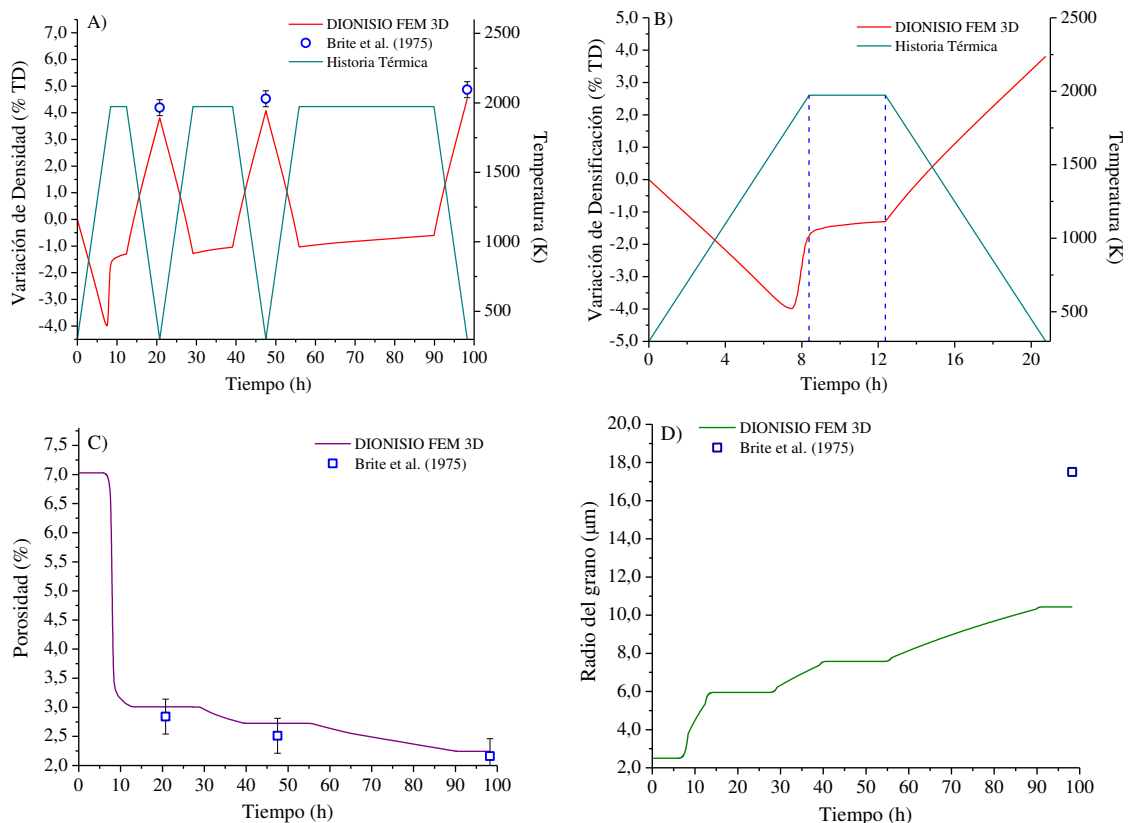 A)
DIONISIO FEM 3D
Brite et al. (1975)
Historia Térmica
7,0
6,0
5,0
4,0
3,0
2,0
1,0
0,0
-1,0
-2,0
-3,0
-4,0
Variación de Densidad (% TD)
2500
2000
1500
1000
500
Temperatura (K)
0 10 20 30 40 50 60 70 80 90 100
Tiempo (h)
B)
DIONISIO FEM 3D
Historia Térmica
5,0
4,0
3,0
2,0
1,0
0,0
-1,0
-2,0
-3,0
-4,0
-5,0
Variación de Densificación (% TD)
2500
2000
1500
1000
500
Temperatura (K)
0 4 8 12 16 20
Tiempo (h)
C)
DIONISIO FEM 3D
Brite et al. (1975)
7,5
7,0
6,5
6,0
5,5
5,0
4,5
4,0
3,5
3,0
2,5
2,0
Porosidad (%)
0 10 20 30 40 50 60 70 80 90 100
Tiempo (h)
D)
DIONISIO FEM 3D
Brite et al. (1975)
20,0
18,0
16,0
14,0
12,0
10,0
8,0
6,0
4,0
2,0
Radio del grano (μm)
0 10 20 30 40 50 60 70 80 90 100
Tiempo (h)